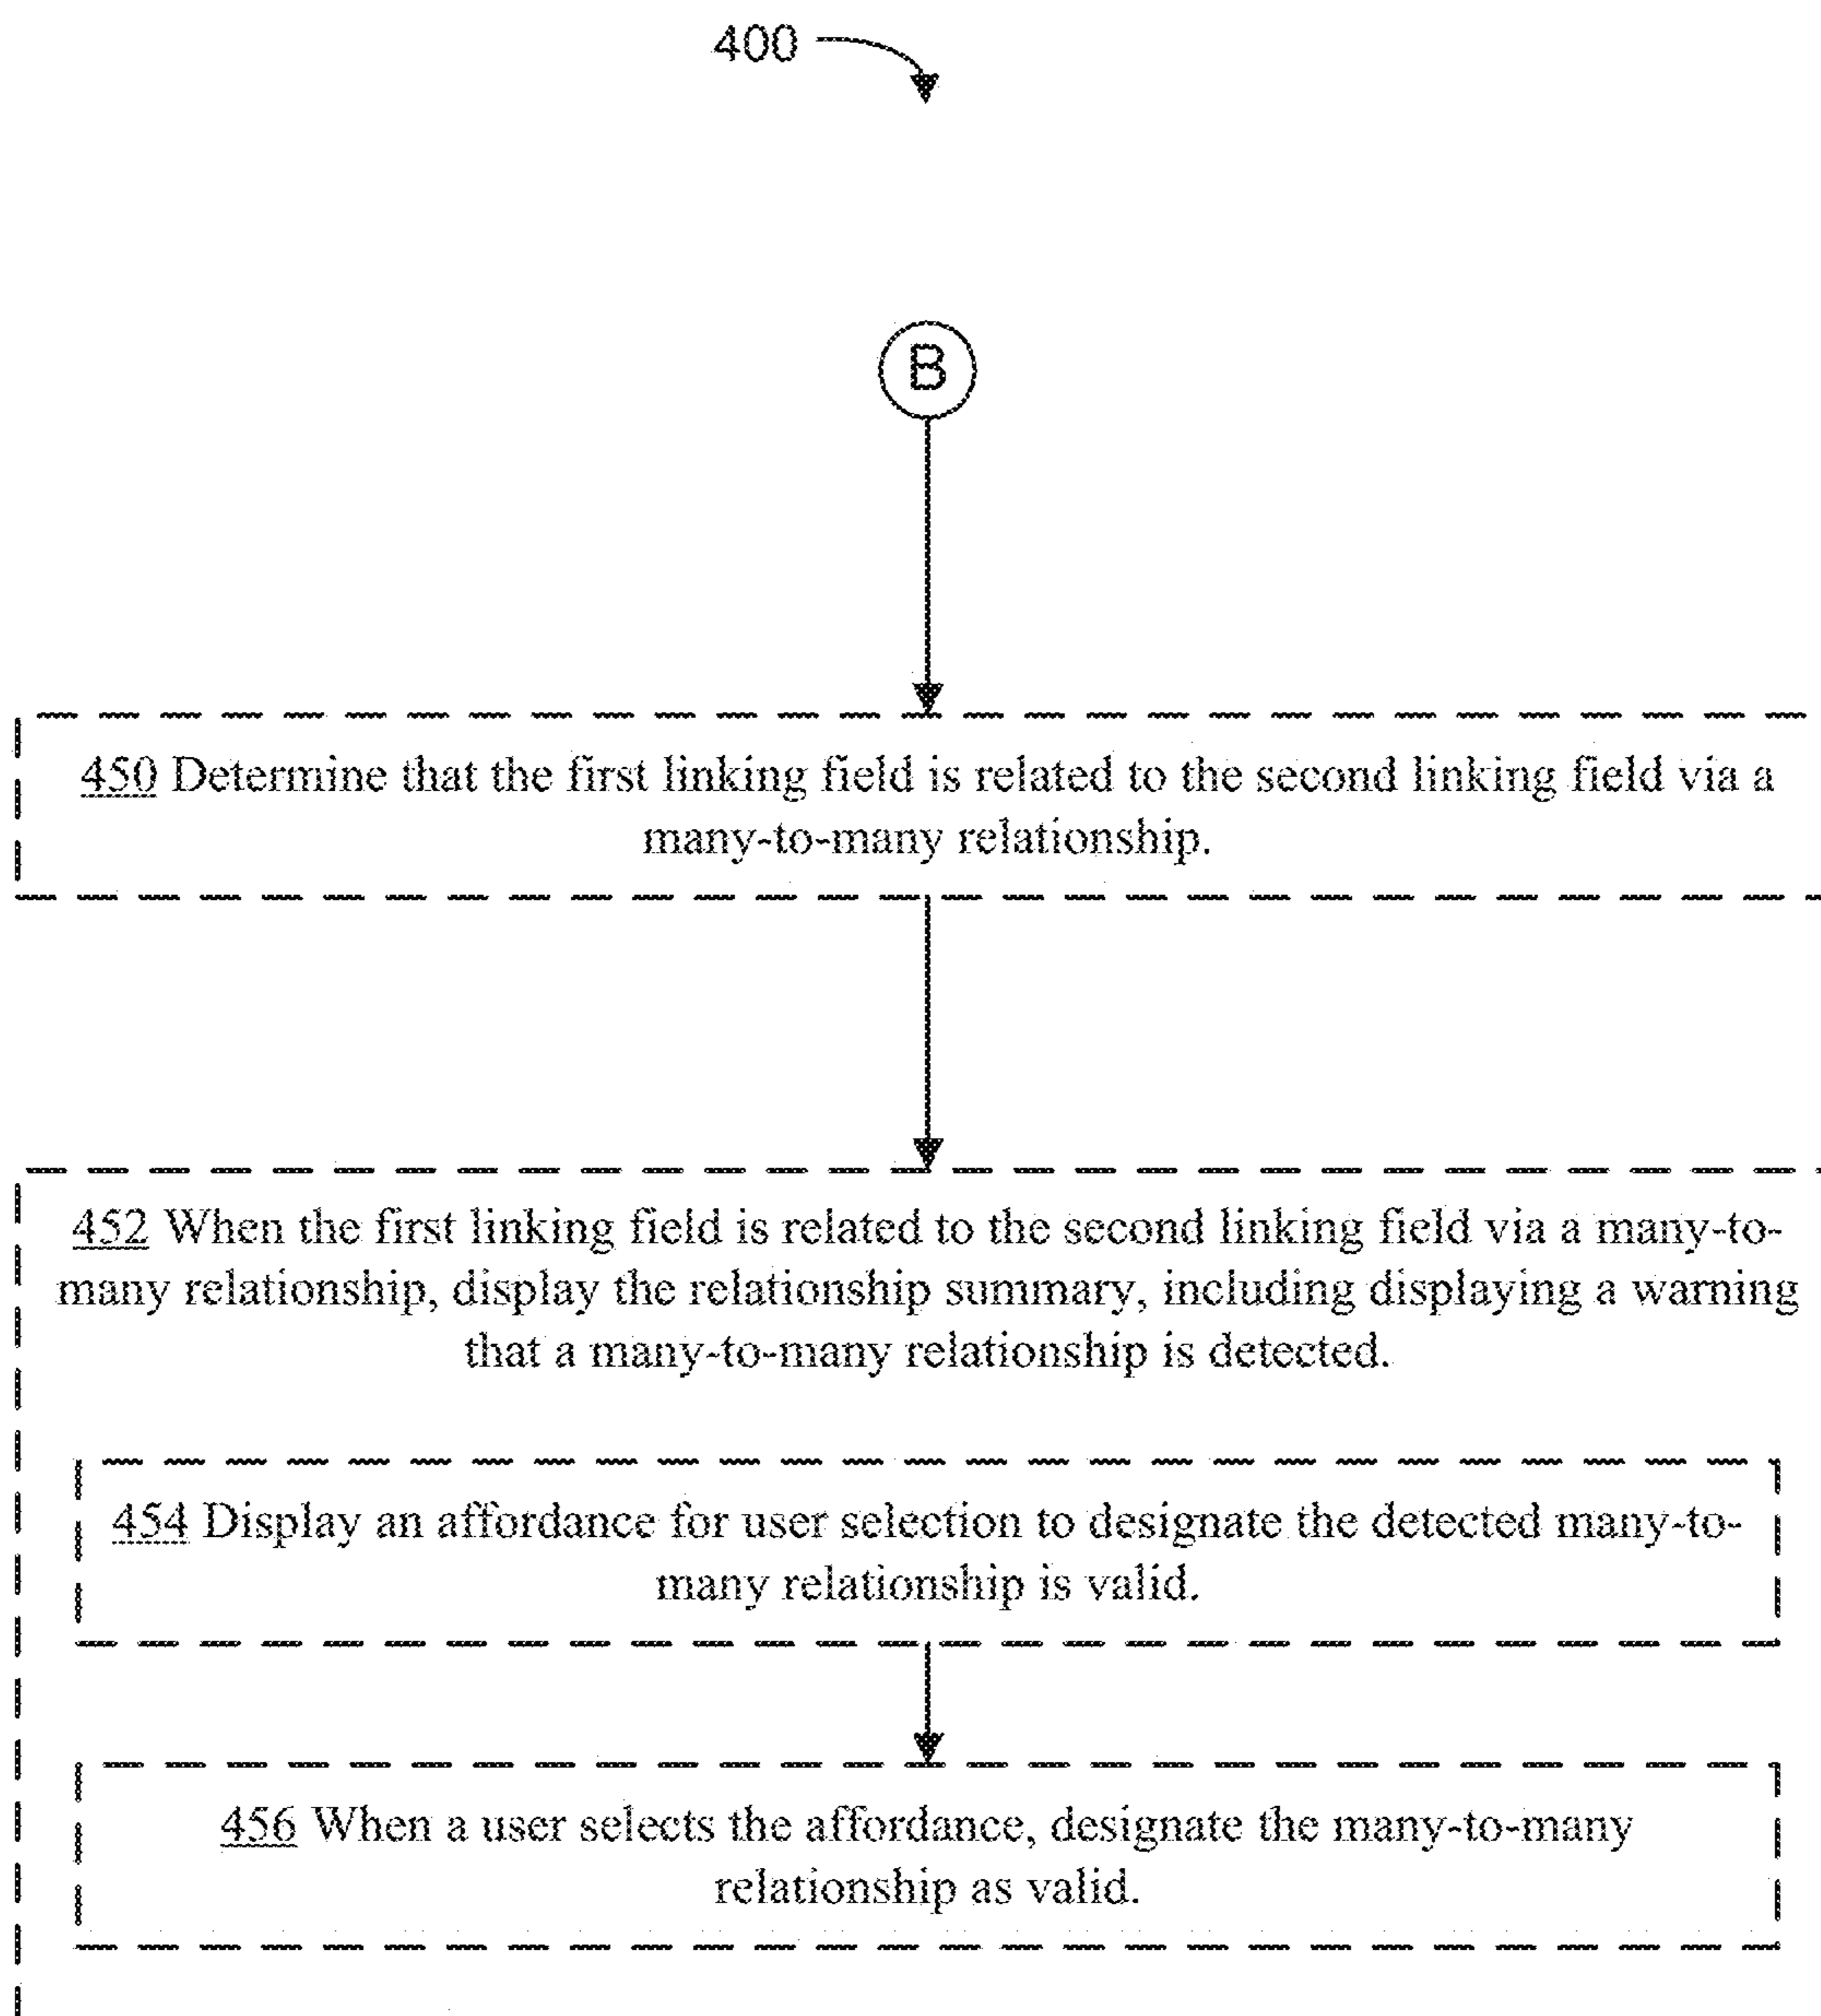 400
B
450 Determine that the first linking field is related to the second linking field via a
many-to-many relationship.
452 When the first linking field is related to the second linking field via a many-to-
many relationship, display the relationship summary, including displaying a warning
that a many-to-many relationship is detected.
454 Display an affordance for user selection to designate the detected many-to-
many relationship is valid.
456 When a user selects the affordance, designate the many-to-many
relationship as valid.